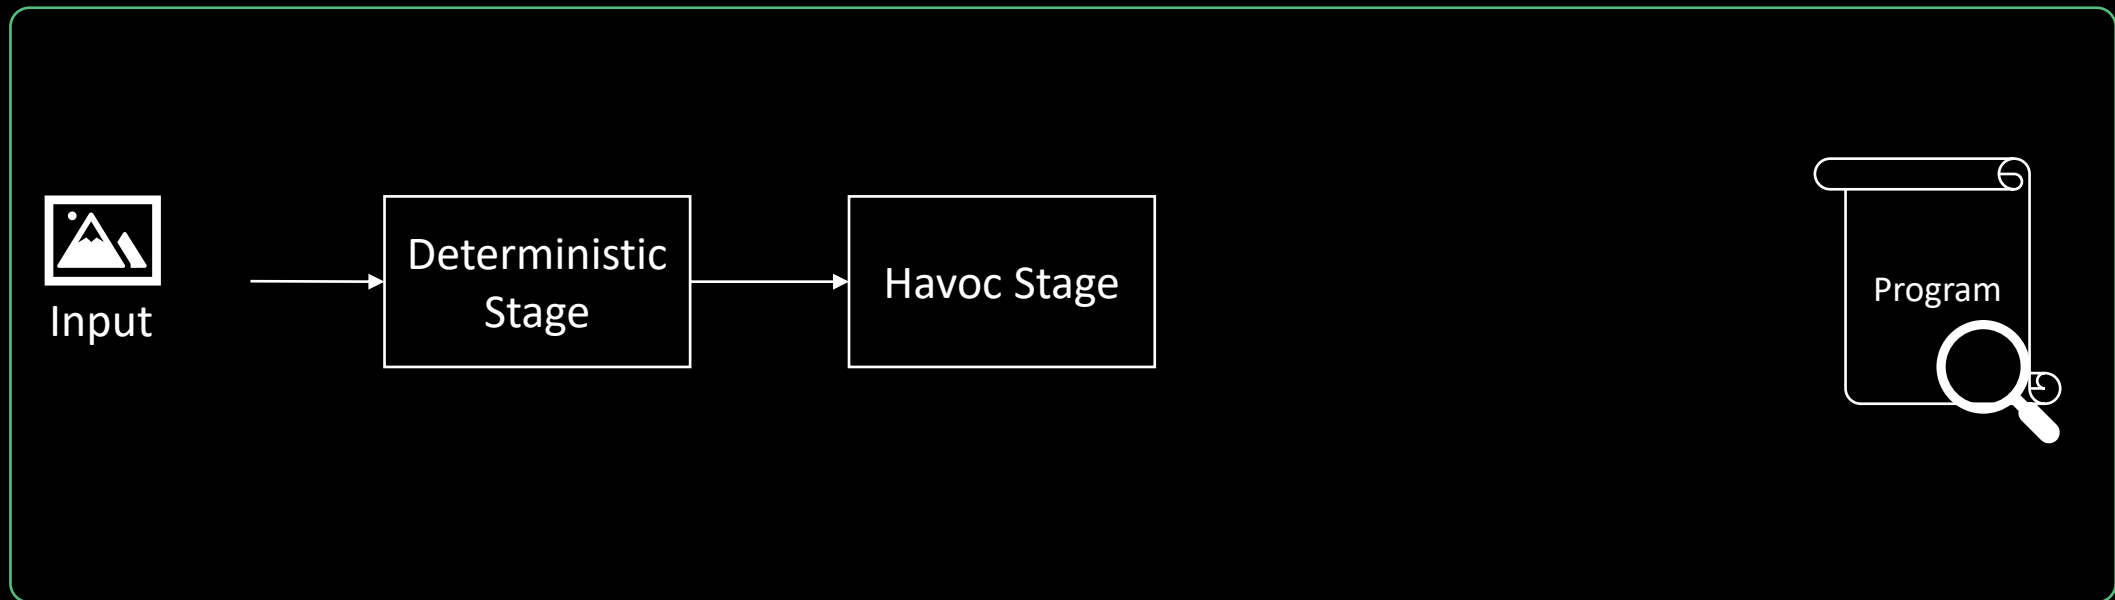 Input
Deterministic
Stage
Havoc Stage
Program